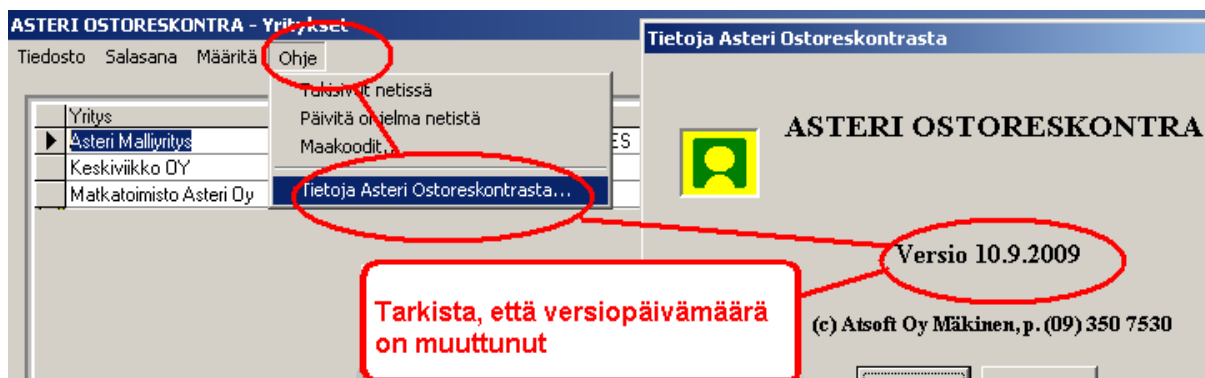 ASTERI OSTORESKONTRA - Yritykset
Tiedosto Salasana Määritä Ohje
Tukisivut netissä
Päivitä ohjelma netistä
Maakoodit...
Tietoja Asteri Ostoreskontrasta...
Yritys
Asteri Malliyritys
ES
Keskiviikko OY
Matkatoimisto Asteri Oy
Tietoja Asteri Ostoreskontrasta
ASTERI OSTORESKONTRA
Versio 10.9.2009
(c) Atsoft Oy Mäkinen, p. (09) 350 7530
Tarkista, että versiopäivämäärä
on muuttunut